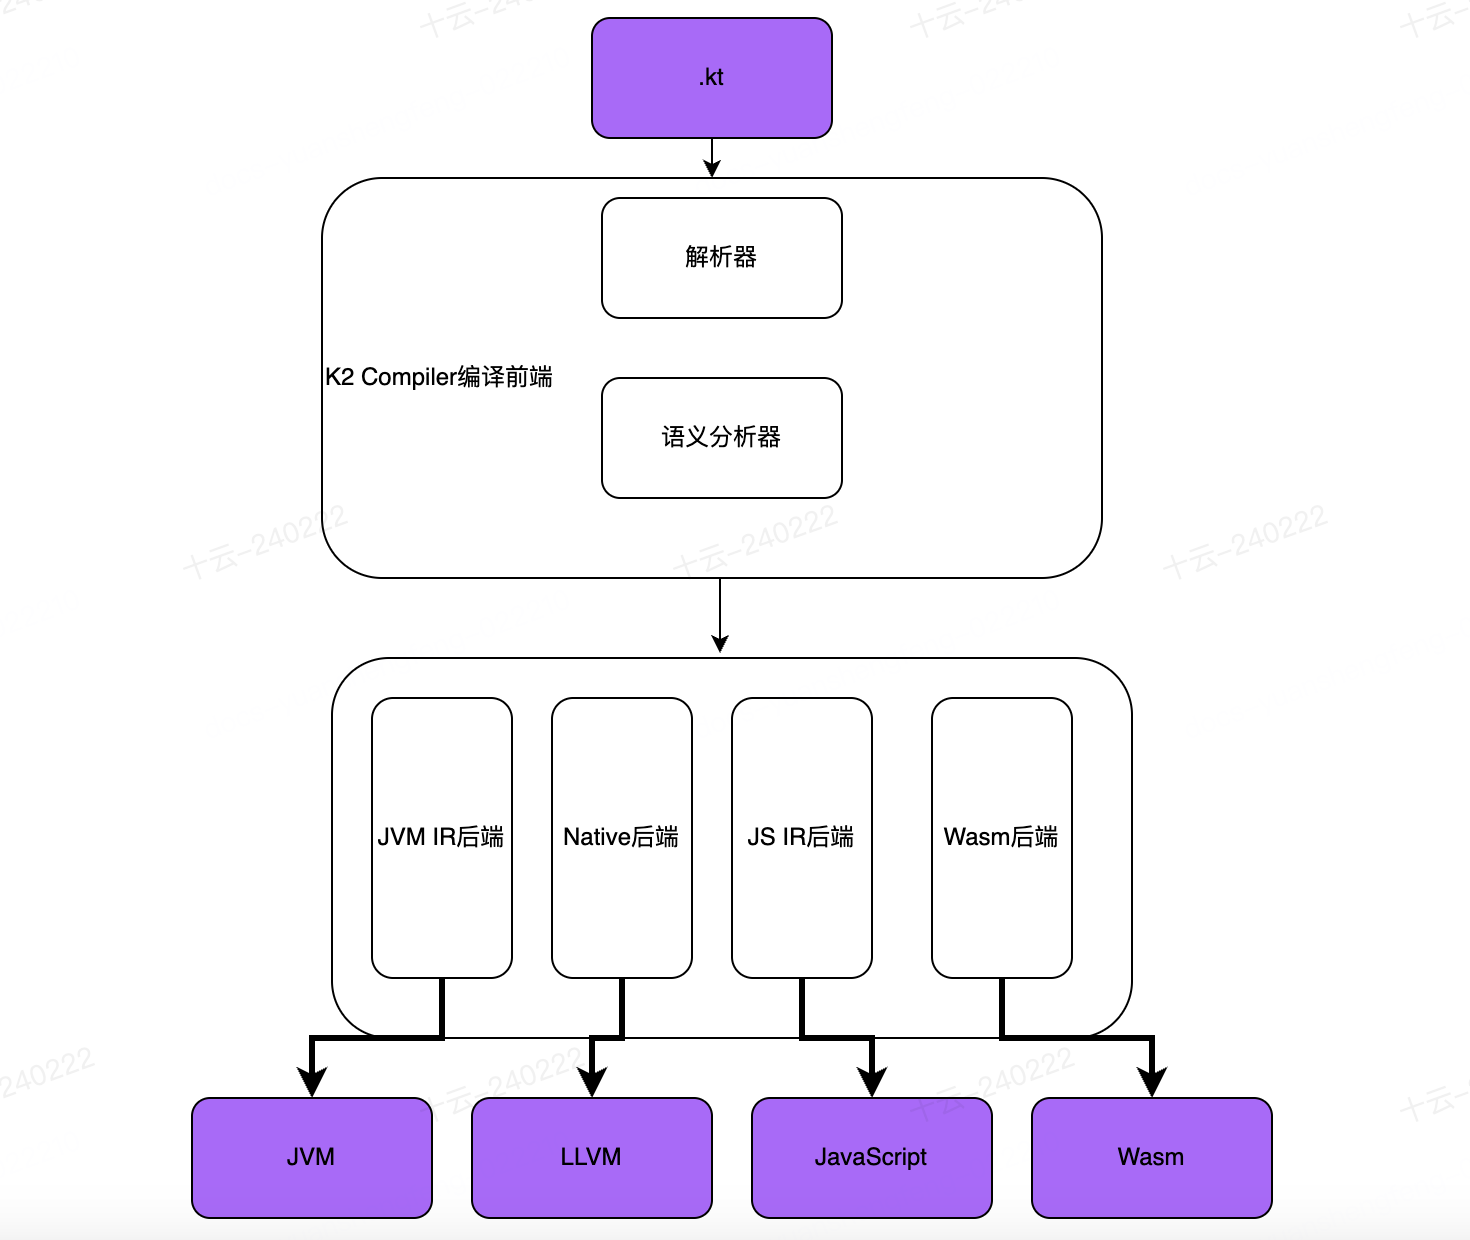 .kt
解析器
K2 Compiler编译前端
语义分析器
十云-240222
十云-240222
十云-240222
JVM IR后端
Native后端
JS IR后端
Wasm后端
十云-240222
十云-240222
JVM
LLVM
JavaScript
Wasm